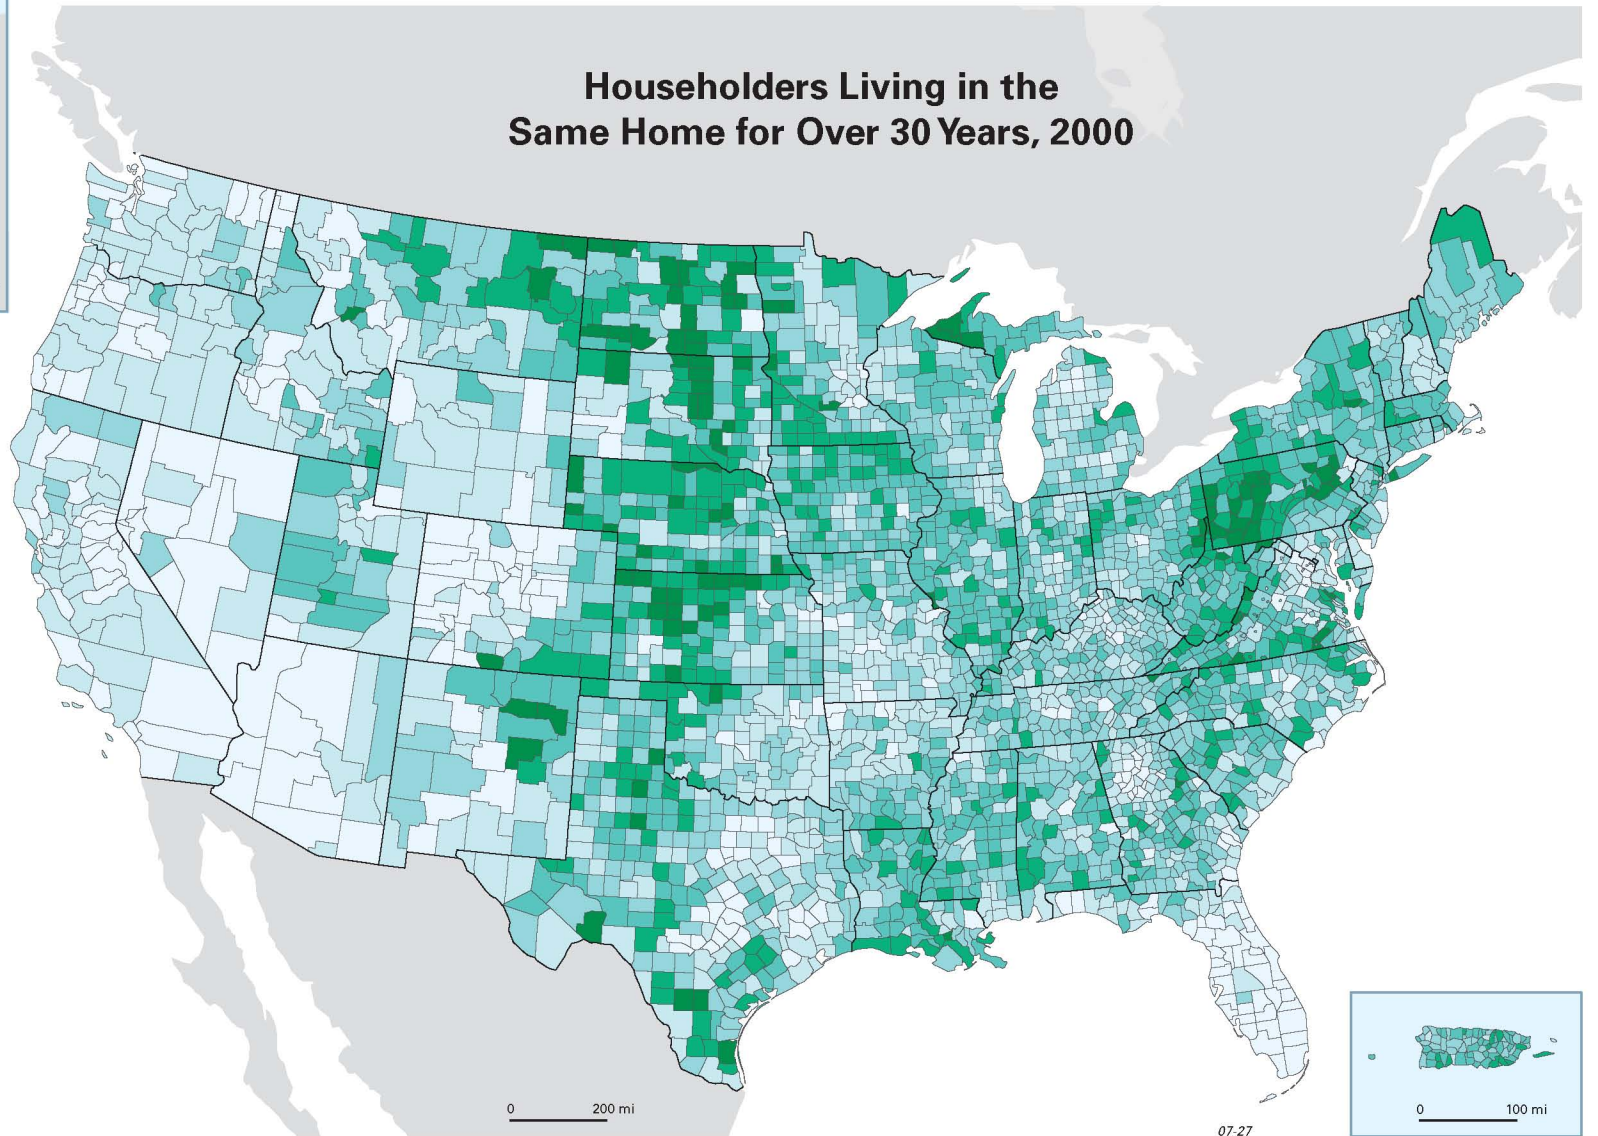 Householders Living in the
Same Home for Over 30 Years, 2000
0 200 mi
0 100 mi
07-27